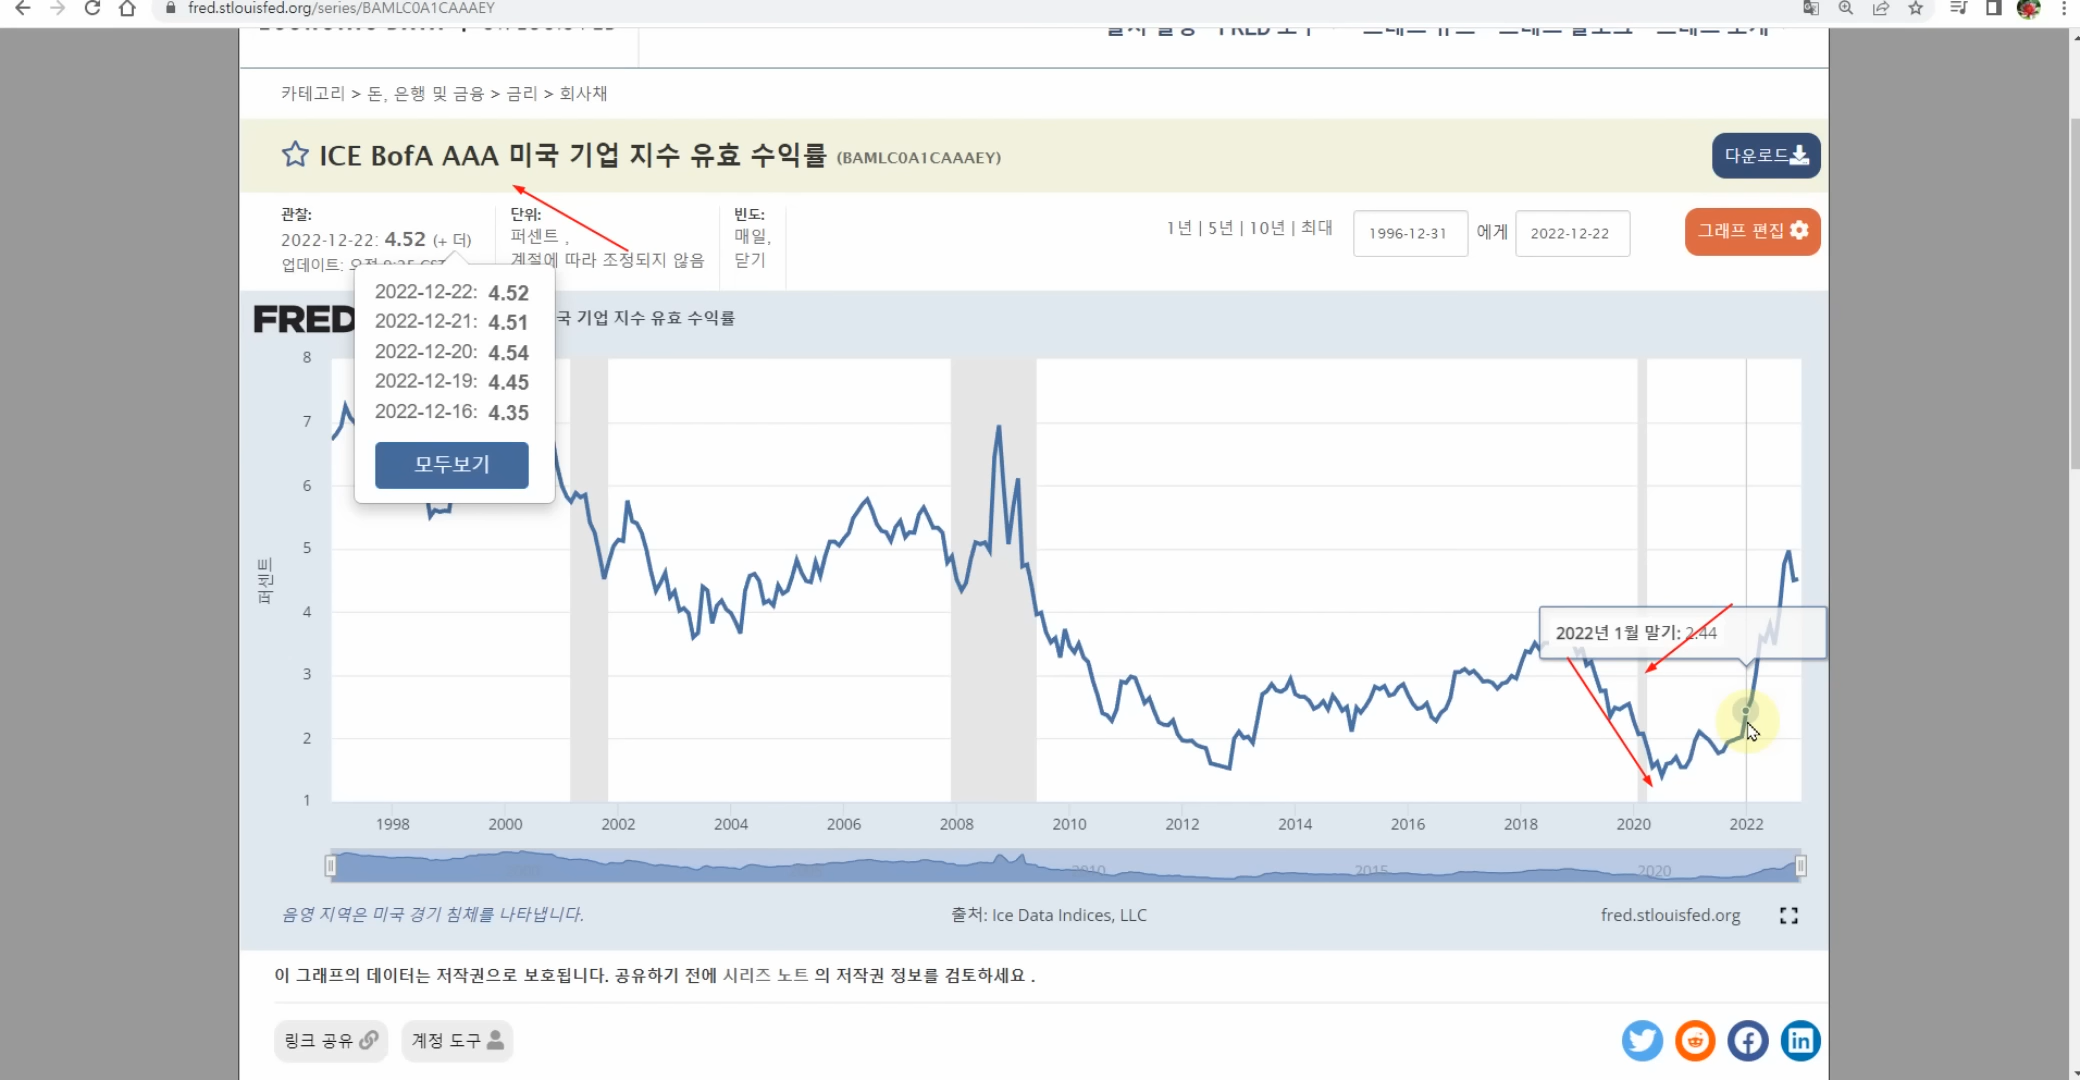 fred.stlouisfed.org/series/BAMLC0A1CAAAEY
카테고리 > 돈, 은행 및 금융 > 금리 > 회사채
ICE BofA AAA 미국 기업 지수 유효 수익률 (BAMLC0A1CAAAEY)
다운로드
관찰:
2022-12-22: 4.52 (+ 더)
업데이트: 오전
단위:
퍼센트 ,
계절에 따라 조정되지 않음
빈도:
매일,
닫기
1년 | 5년 | 10년 | 최대
1996-12-31 에게 2022-12-22
그래프 편집
2022-12-22: 4.52
2022-12-21: 4.51
2022-12-20: 4.54
2022-12-19: 4.45
2022-12-16: 4.35
모두보기
FRED
국 기업 지수 유효 수익률
퍼센트
8
7
6
5
4
3
2
1
2022년 1월 말기: 2.44
1998 2000 2002 2004 2006 2008 2010 2012 2014 2016 2018 2020 2022
2010 2015 2020
음영 지역은 미국 경기 침체를 나타냅니다.
출처: Ice Data Indices, LLC
fred.stlouisfed.org
이 그래프의 데이터는 저작권으로 보호됩니다. 공유하기 전에 시리즈 노트 의 저작권 정보를 검토하세요 .
링크 공유
계정 도구